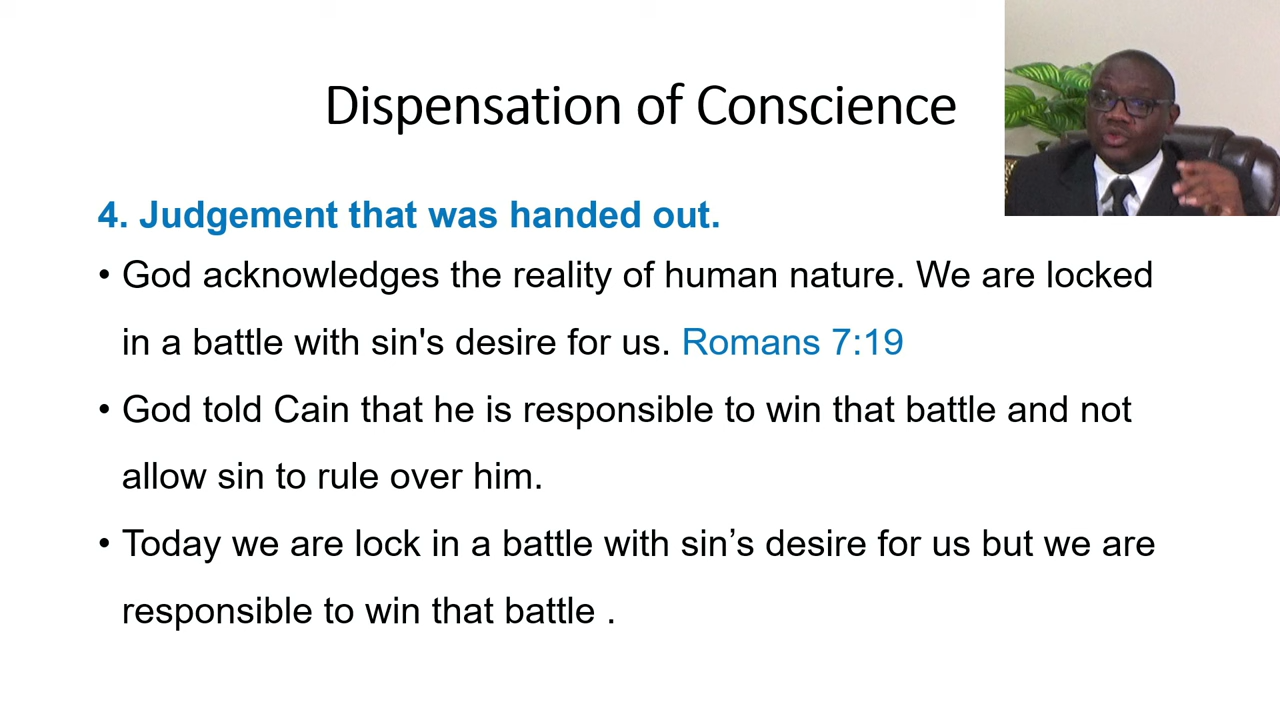 Dispensation of Conscience
4. Judgement that was handed out.
• God acknowledges the reality of human nature. We are locked
in a battle with sin's desire for us. Romans 7:19
• God told Cain that he is responsible to win that battle and not
allow sin to rule over him.
• Today we are lock in a battle with sin’s desire for us but we are
responsible to win that battle .